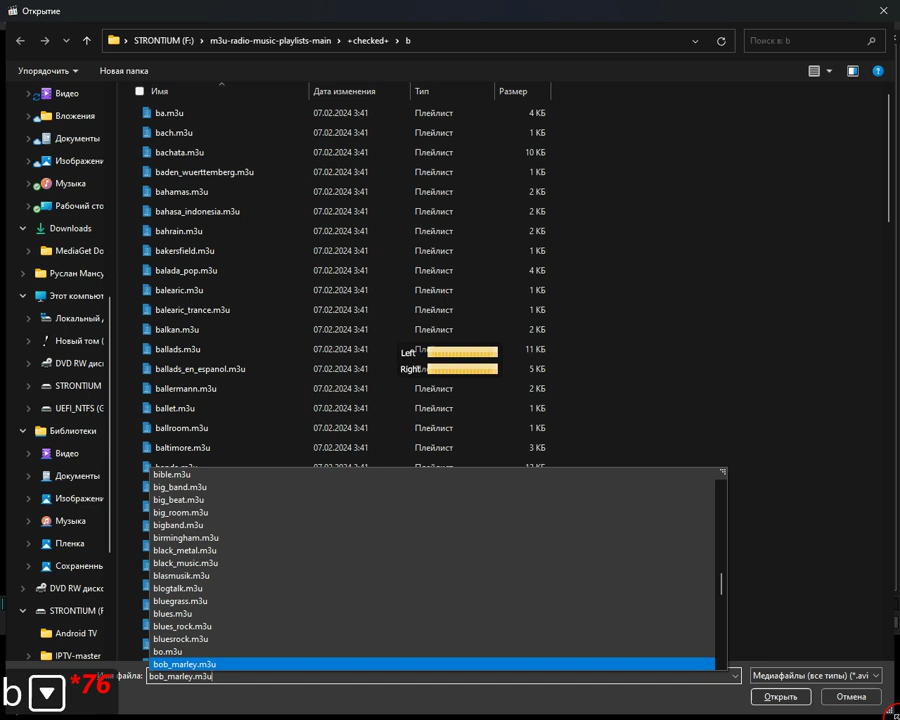 Открытие
STRONTIUM (F:) › m3u-radio-music-playlists-main › +checked+ › b
Поиск в: b
Упорядочить
Новая папка
Имя Дата изменения Тип Размер
Видео
Вложения
Документы
Изображени
Музыка
Рабочий сто
Downloads
MediaGet Do
Руслан Мансу
Этот компьют
Локальный д
Новый том (
DVD RW диск
STRONTIUM
UEFI_NTFS (G
Библиотеки
Видео
Документы
Изображени
Музыка
Пленка
Сохраненны
DVD RW диско
STRONTIUM (F
Android TV
IPTV-master
ba.m3u 07.02.2024 3:41 Плейлист 4 КБ
bach.m3u 07.02.2024 3:41 Плейлист 1 КБ
bachata.m3u 07.02.2024 3:41 Плейлист 10 КБ
baden_wuerttemberg.m3u 07.02.2024 3:41 Плейлист 1 КБ
bahamas.m3u 07.02.2024 3:41 Плейлист 2 КБ
bahasa_indonesia.m3u 07.02.2024 3:41 Плейлист 2 КБ
bahrain.m3u 07.02.2024 3:41 Плейлист 2 КБ
bakersfield.m3u 07.02.2024 3:41 Плейлист 1 КБ
balada_pop.m3u 07.02.2024 3:41 Плейлист 4 КБ
balearic.m3u 07.02.2024 3:41 Плейлист 1 КБ
balearic_trance.m3u 07.02.2024 3:41 Плейлист 1 КБ
balkan.m3u 07.02.2024 3:41 Плейлист 2 КБ
ballads.m3u 07.02.2024 3:41 Пле 11 КБ
ballads_en_espanol.m3u 07.02.2024 3:41 Пле 5 КБ
ballermann.m3u 07.02.2024 3:41 Плейлист 2 КБ
ballet.m3u 07.02.2024 3:41 Плейлист 1 КБ
ballroom.m3u 07.02.2024 3:41 Плейлист 2 КБ
baltimore.m3u 07.02.2024 3:41 Плейлист 3 КБ
Left
Right
bible.m3u
big_band.m3u
big_beat.m3u
big_room.m3u
bigband.m3u
birmingham.m3u
black_metal.m3u
black_music.m3u
blasmusik.m3u
blogtalk.m3u
bluegrass.m3u
blues.m3u
blues_rock.m3u
bluesrock.m3u
bo.m3u
bob_marley.m3u
Имя файла: bob_marley.m3u
Медиафайлы (все типы) (*.avi
Открыть
Отмена
b *76